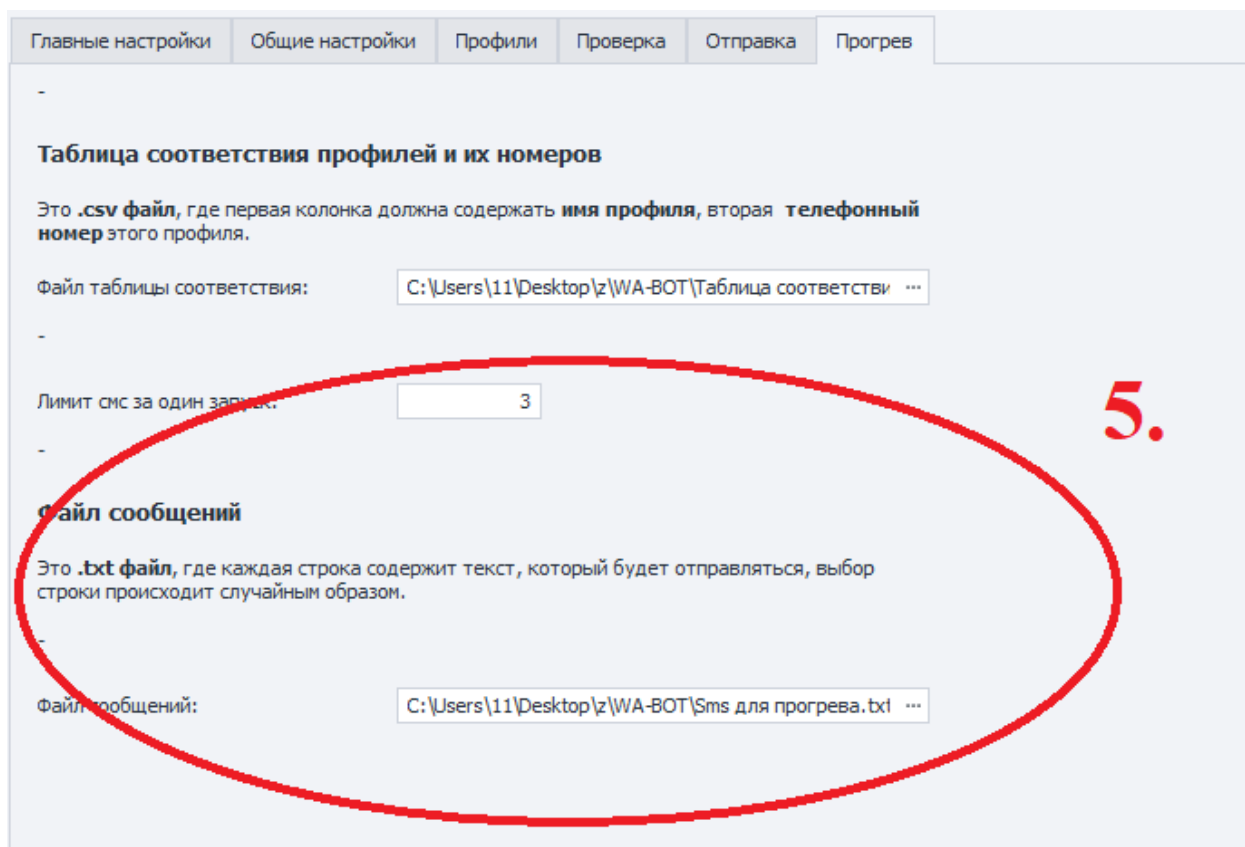 Главные настройки Общие настройки Профили Проверка Отправка Прогрев
-
Таблица соответствия профилей и их номеров
Это .csv файл, где первая колонка должна содержать имя профиля, вторая телефонный
номер этого профиля.
Файл таблицы соответствия: C:\Users\11\Desktop\z\WA-BOT\Таблица соответстви ...
-
Лимит смс за один запуск: 3
5.
-
Файл сообщений
Это .txt файл, где каждая строка содержит текст, который будет отправляться, выбор
строки происходит случайным образом.
-
Файл сообщений: C:\Users\11\Desktop\z\WA-BOT\Sms для прогрева.txt ...